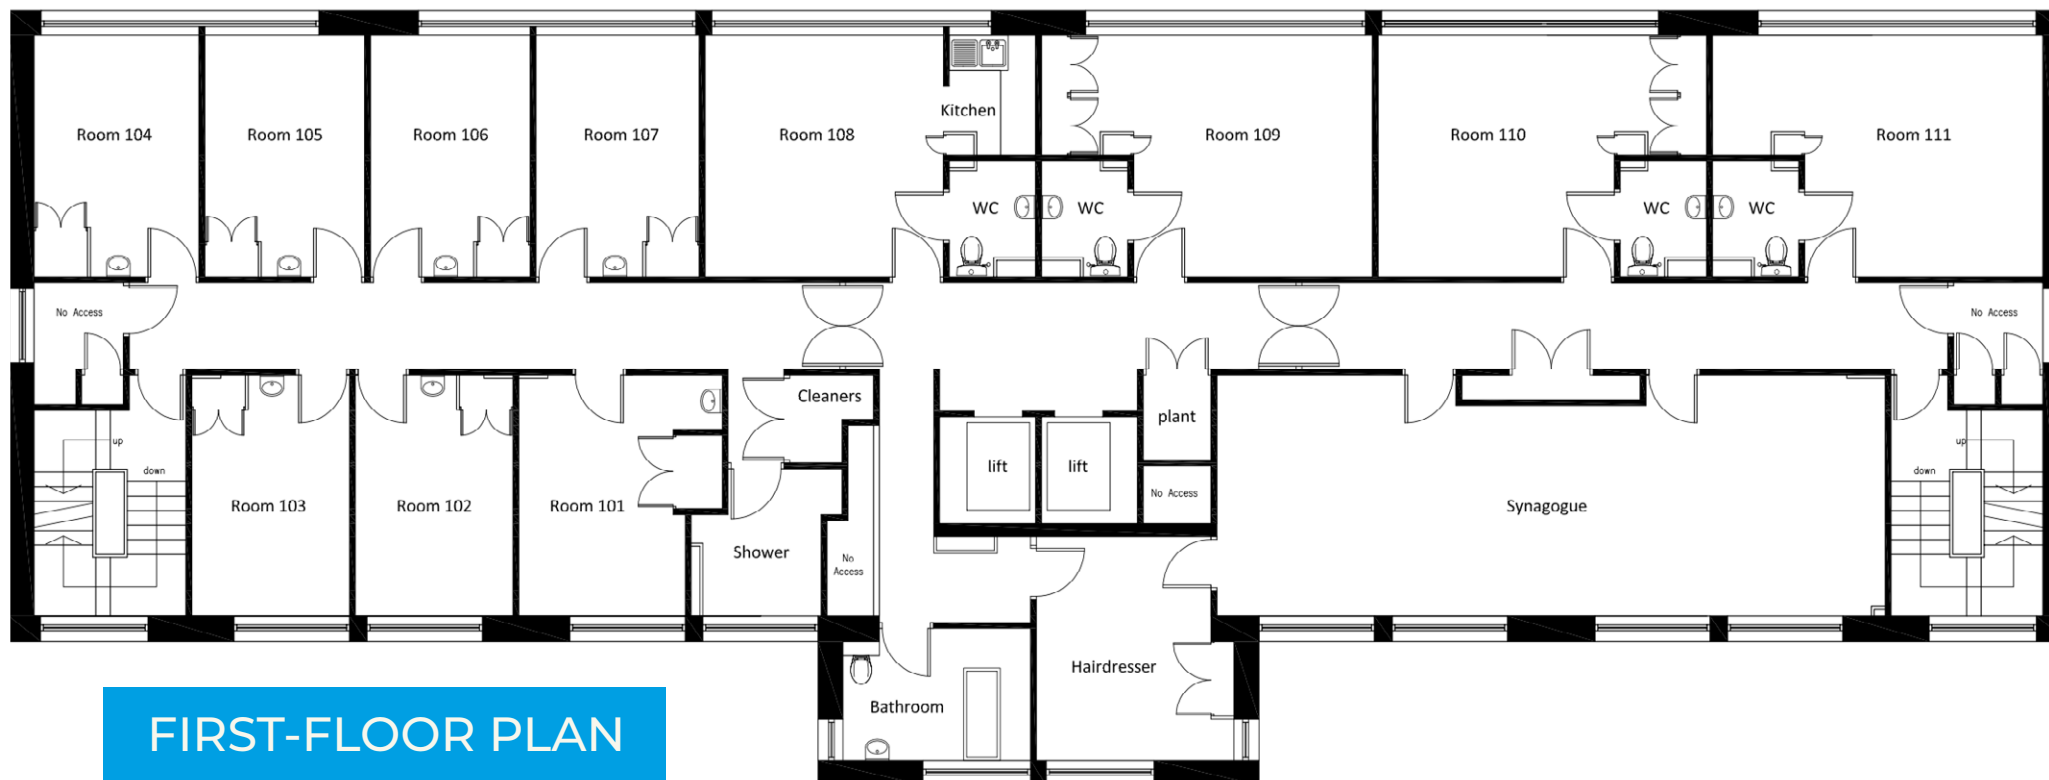 Room 104
Room 105
Room 106
Room 107
Room 108
Kitchen
Room 109
Room 110
Room 111
WC
WC
WC
WC
No Access
No Access
Cleaners
plant
up
down
lift
lift
No Access
up
down
Room 103
Room 102
Room 101
Synagogue
Shower
No
Access
Hairdresser
Bathroom
FIRST-FLOOR PLAN